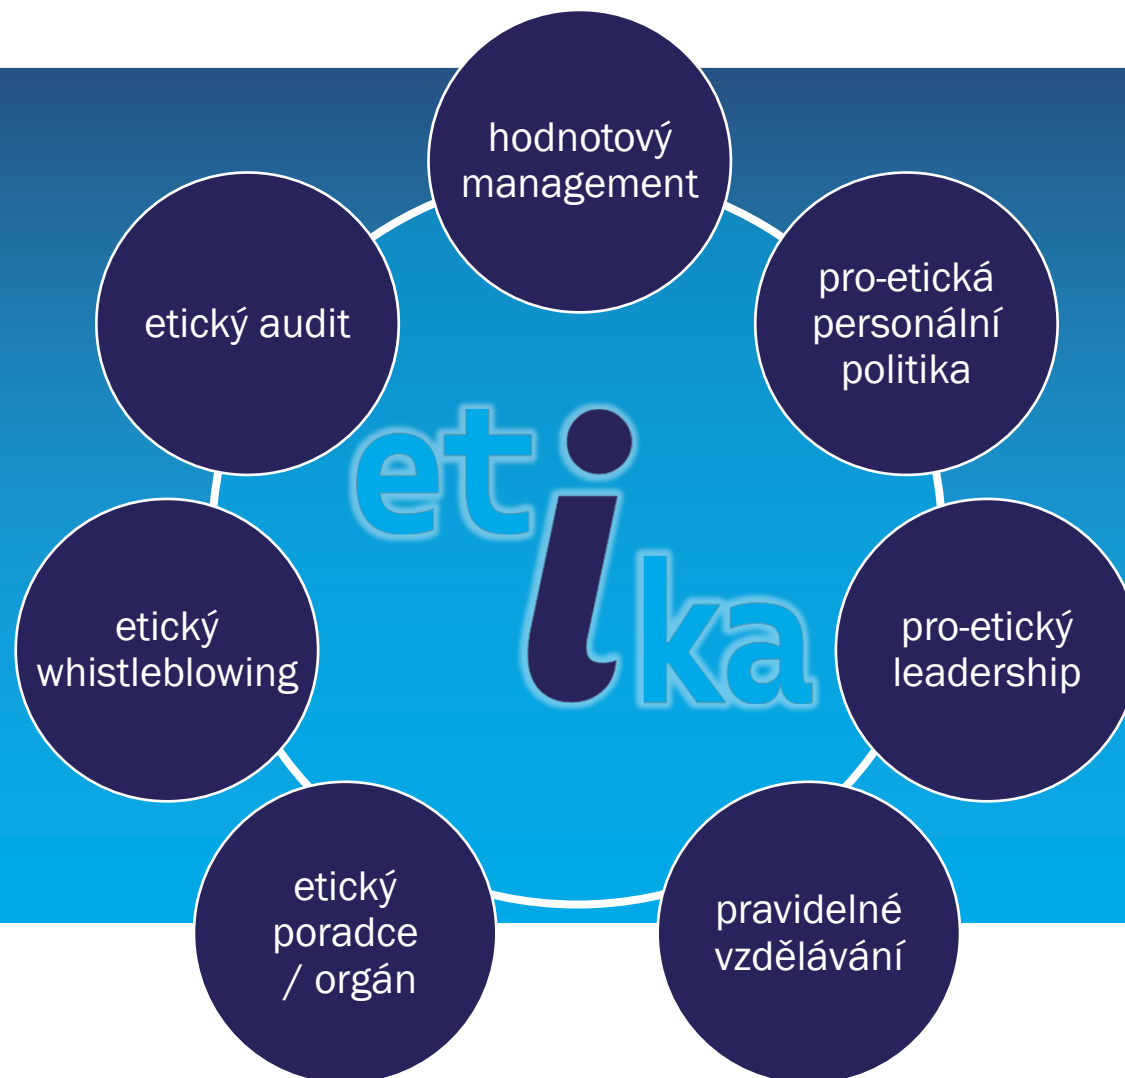 hodnotový
management
pro-etická
personální
politika
pro-etický
leadership
pravidelné
vzdělávání
etický
poradce
/ orgán
etický
whistleblowing
etický audit
etika